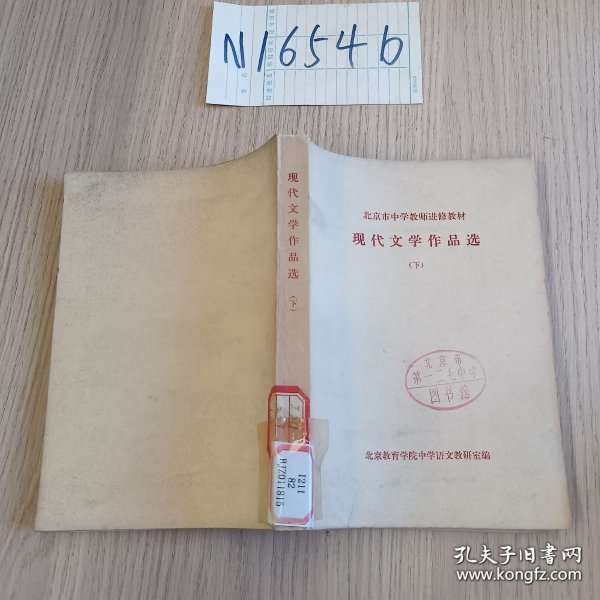 N16546
北京市中学教师进修教材
现代文学作品选
（下）
北京市
图书馆
北京教育学院中学语文教研室编
现代文学作品选（下）
1211
82
BJZ011815
孔夫子旧书网
www.kongfz.com